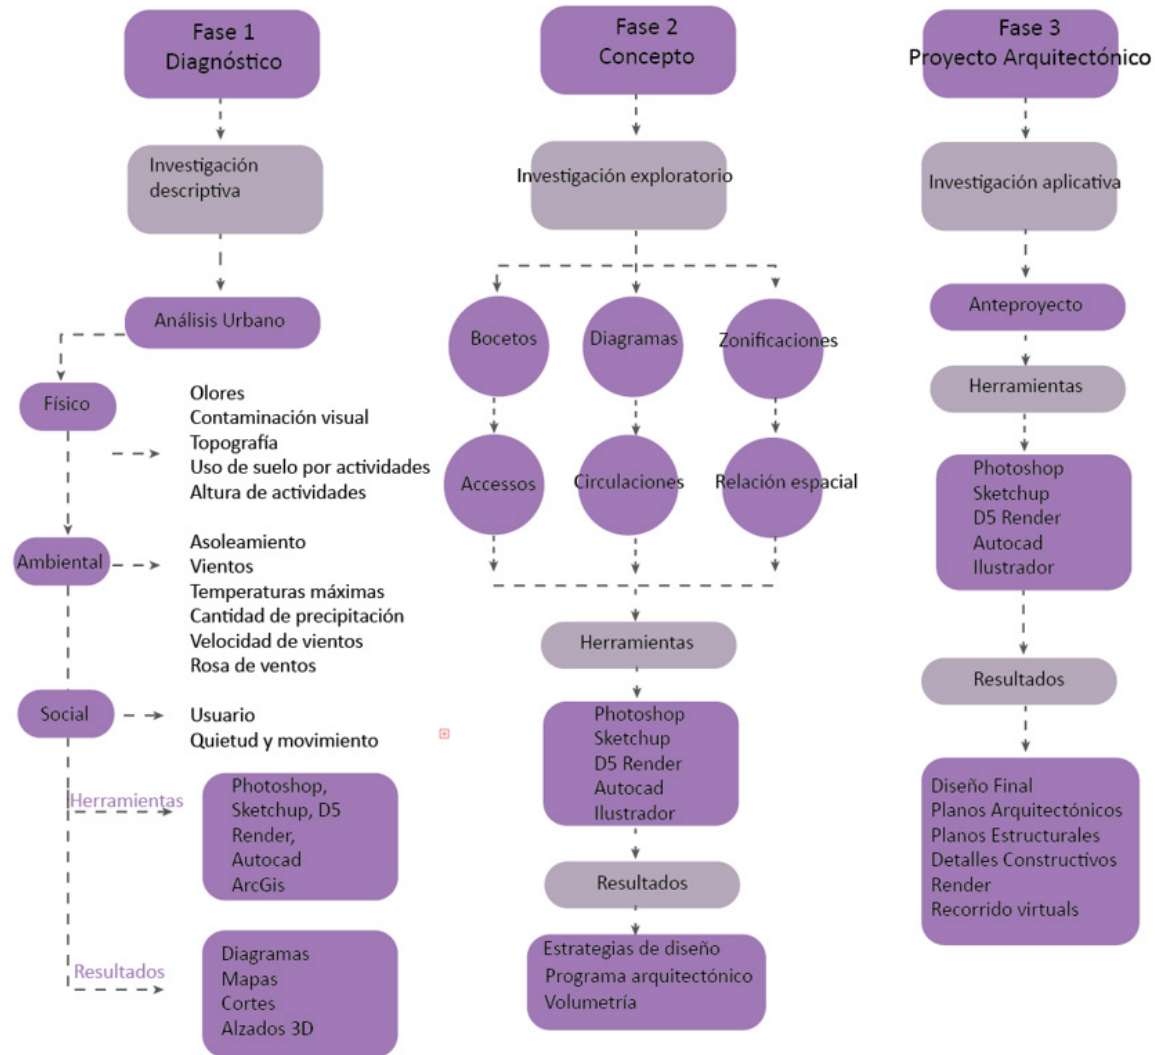 Fase 1
Diagnóstico
Investigación
descriptiva
Análisis Urbano
Físico
Olores
Contaminación visual
Topografía
Uso de suelo por actividades
Altura de actividades
Ambiental
Asoleamiento
Vientos
Temperaturas máximas
Cantidad de precipitación
Velocidad de vientos
Rosa de ventos
Social
Usuario
Quietud y movimiento
Herramientas
Photoshop,
Sketchup, D5
Render,
Autocad
ArcGis
Resultados
Diagramas
Mapas
Cortes
Alzados 3D
Fase 2
Concepto
Investigación exploratorio
Bocetos
Diagramas
Zonificaciones
Accessos
Circulaciones
Relación espacial
Herramientas
Photoshop
Sketchup
D5 Render
Autocad
Ilustrador
Resultados
Estrategias de diseño
Programa arquitectónico
Volumetría
Fase 3
Proyecto Arquitectónico
Investigación aplicativa
Anteproyecto
Herramientas
Photoshop
Sketchup
D5 Render
Autocad
Ilustrador
Resultados
Diseño Final
Planos Arquitectónicos
Planos Estructurales
Detalles Constructivos
Render
Recorrido virtuals